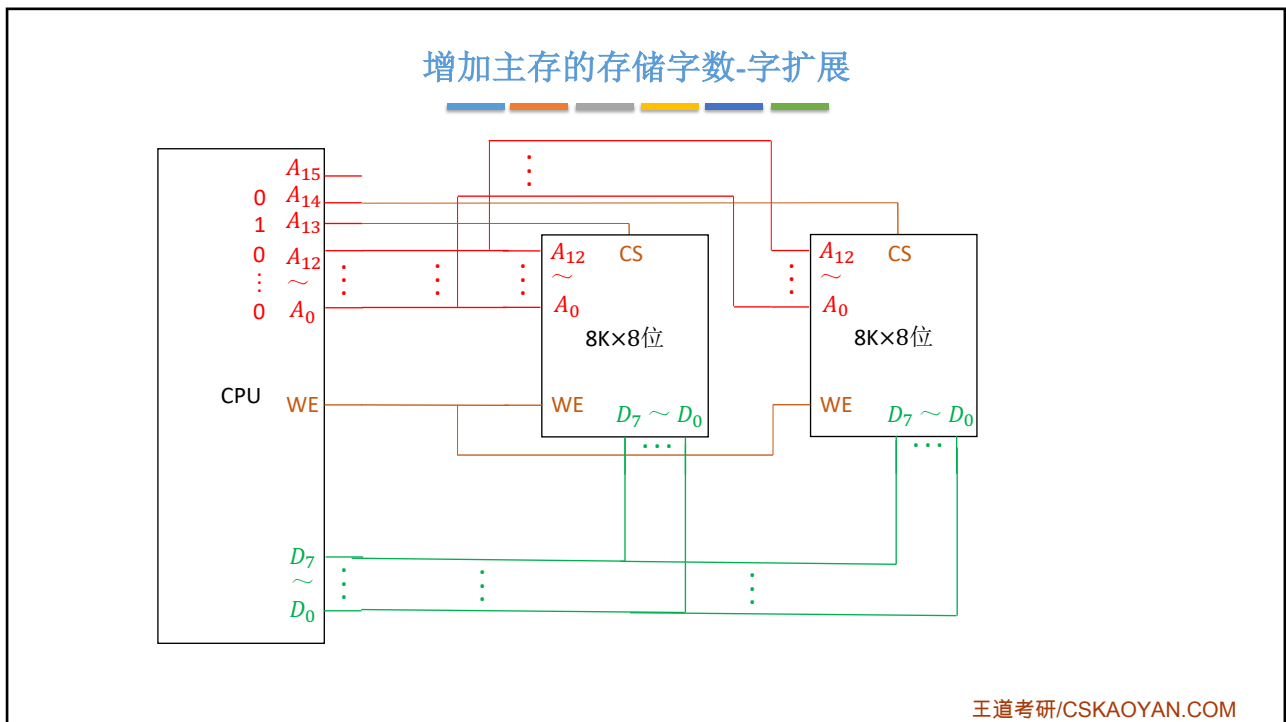 增加主存的存储字数-字扩展
A₁₅
0 A₁₄
1 A₁₃
0 A₁₂
⋮ ～
0 A₀
CPU WE
D₇
～
D₀
CS
A₁₂
～
A₀
8K×8位
WE
D₇ ～ D₀
CS
A₁₂
～
A₀
8K×8位
WE
D₇ ～ D₀
王道考研/CSKAOYAN.COM